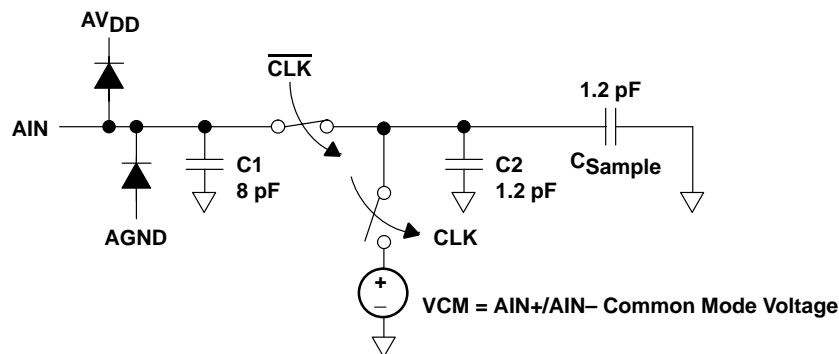 AVDD
CLK
1.2 pF
AIN
C1
8 pF
C2
1.2 pF
CSample
AGND
CLK
+
–
VCM = AIN+/AIN– Common Mode Voltage